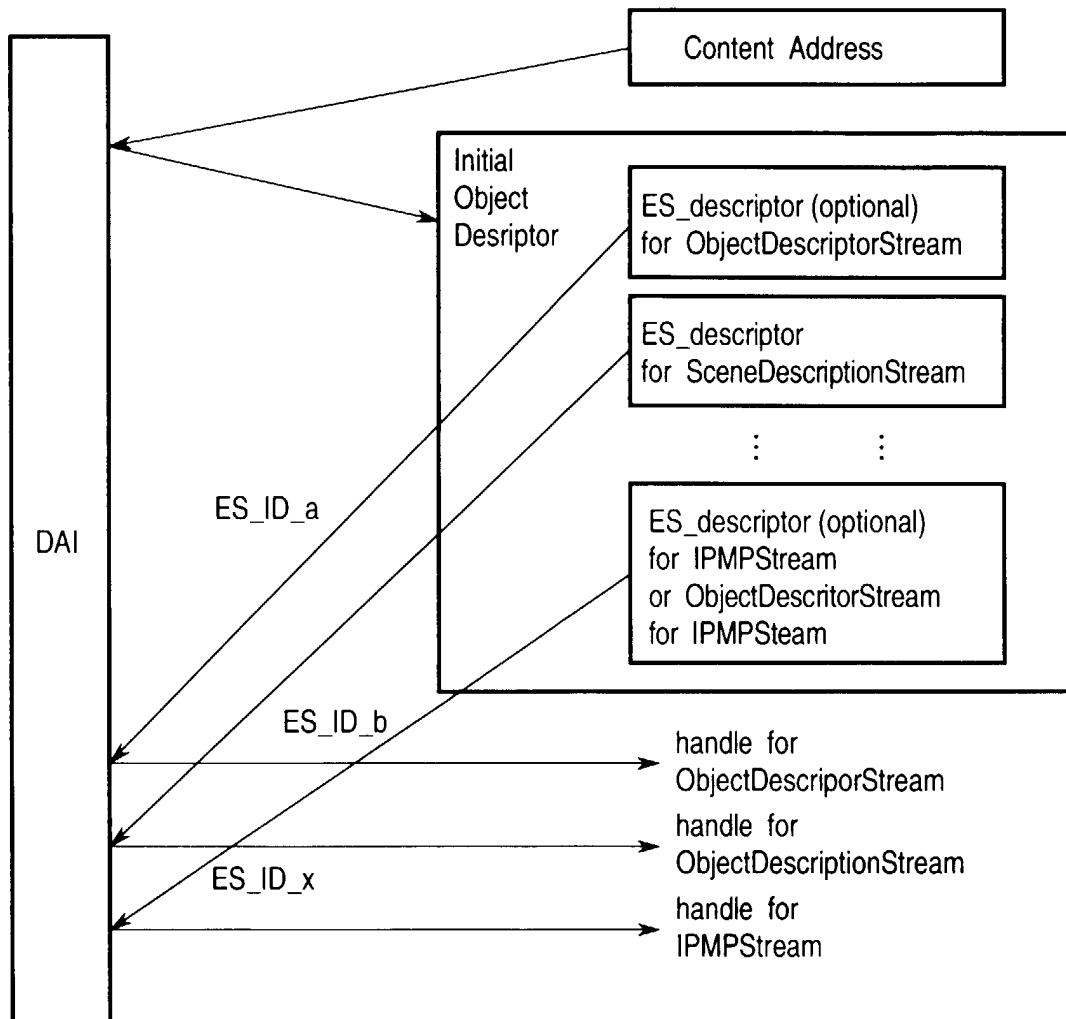 Content Address
Initial
Object
Desriptor
ES_descriptor (optional)
for ObjectDescriptorStream
ES_descriptor
for SceneDescriptionStream
ES_descriptor (optional)
for IPMPStream
or ObjectDescritorStream
for IPMPSteam
DAI
ES_ID_a
ES_ID_b
ES_ID_x
handle for
ObjectDescriporStream
handle for
ObjectDescriptionStream
handle for
IPMPStream